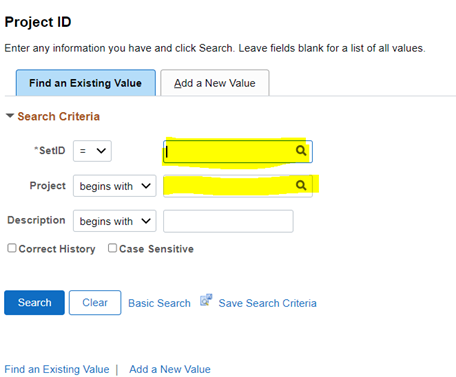 Project ID
Enter any information you have and click Search. Leave fields blank for a list of all values.
Find an Existing Value Add a New Value
Search Criteria
*SetID =
Project begins with
Description begins with
Correct History Case Sensitive
Search Clear Basic Search Save Search Criteria
Find an Existing Value | Add a New Value